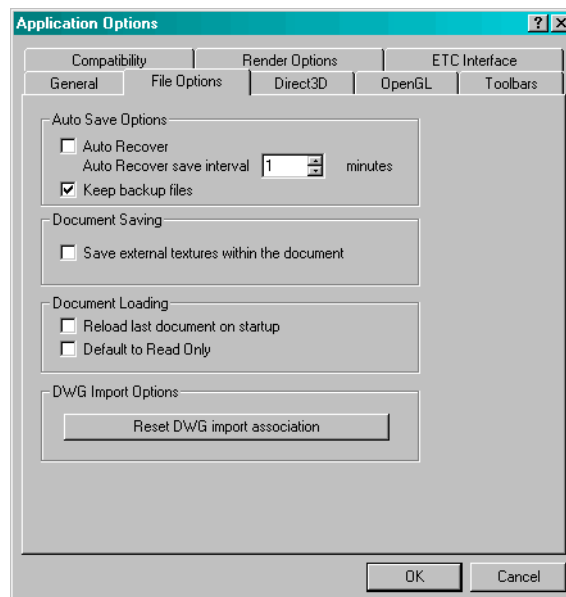 Application Options
Compatibility Render Options ETC Interface
General File Options Direct3D OpenGL Toolbars
Auto Save Options
Auto Recover
Auto Recover save interval 1 minutes
Keep backup files
Document Saving
Save external textures within the document
Document Loading
Reload last document on startup
Default to Read Only
DWG Import Options
Reset DWG import association
OK Cancel